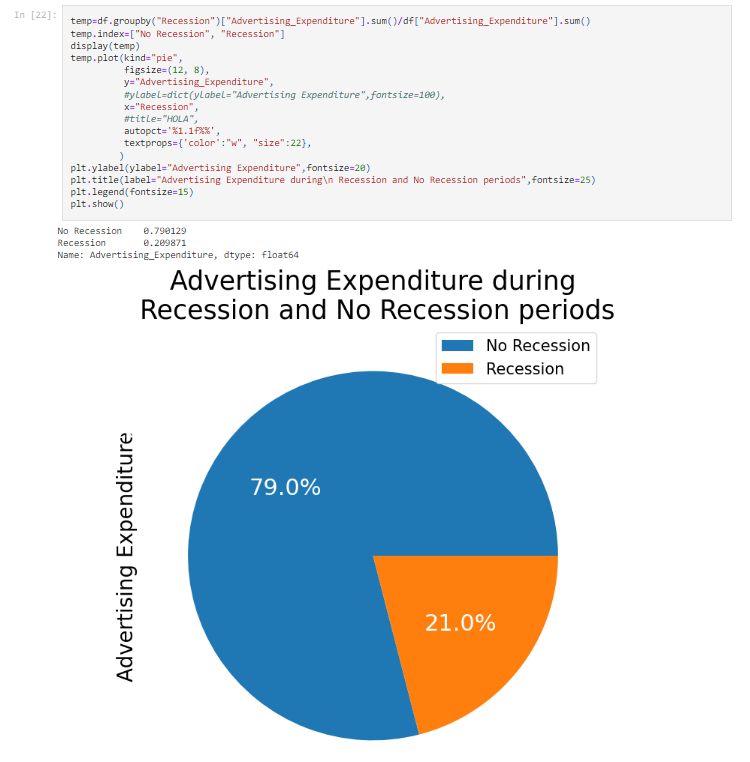 In [22]:
temp=df.groupby("Recession")["Advertising_Expenditure"].sum()/df["Advertising_Expenditure"].sum()
temp.index=["No Recession", "Recession"]
display(temp)
temp.plot(kind="pie",
figsize=(12, 8),
y="Advertising_Expenditure",
#ylabel=dict(ylabel="Advertising Expenditure",fontsize=100),
x="Recession",
#title="HOLA",
autopct='%1.1f%%',
textprops={'color':"w", "size":22},
)
plt.ylabel(ylabel="Advertising Expenditure",fontsize=20)
plt.title(label="Advertising Expenditure during\n Recession and No Recession periods",fontsize=25)
plt.legend(fontsize=15)
plt.show()
No Recession 0.790129
Recession 0.209871
Name: Advertising_Expenditure, dtype: float64
Advertising Expenditure during
Recession and No Recession periods
No Recession
Recession
79.0%
21.0%
Advertising Expenditure